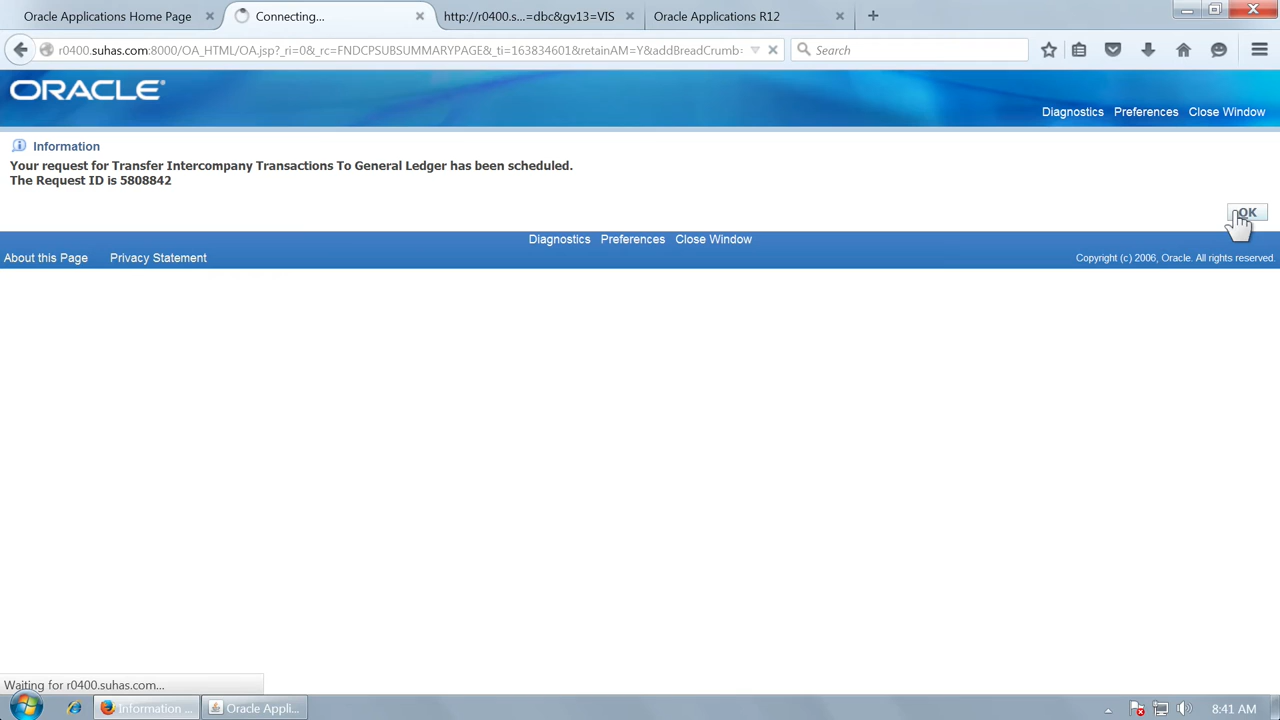 Oracle Applications Home Page
Connecting...
http://r0400.s...=dbc&gv13=VIS
Oracle Applications R12
r0400.suhas.com:8000/OA_HTML/OA.jsp?_ri=0&_rc=FNDCPSUBSUMMARYPAGE&_ti=163834601&retainAM=Y&addBreadCrumb=
Search
ORACLE
Diagnostics Preferences Close Window
Information
Your request for Transfer Intercompany Transactions To General Ledger has been scheduled.
The Request ID is 5808842
OK
Diagnostics Preferences Close Window
About this Page Privacy Statement
Copyright (c) 2006, Oracle. All rights reserved.
Waiting for r0400.suhas.com...
Information ...
Oracle Appli...
8:41 AM